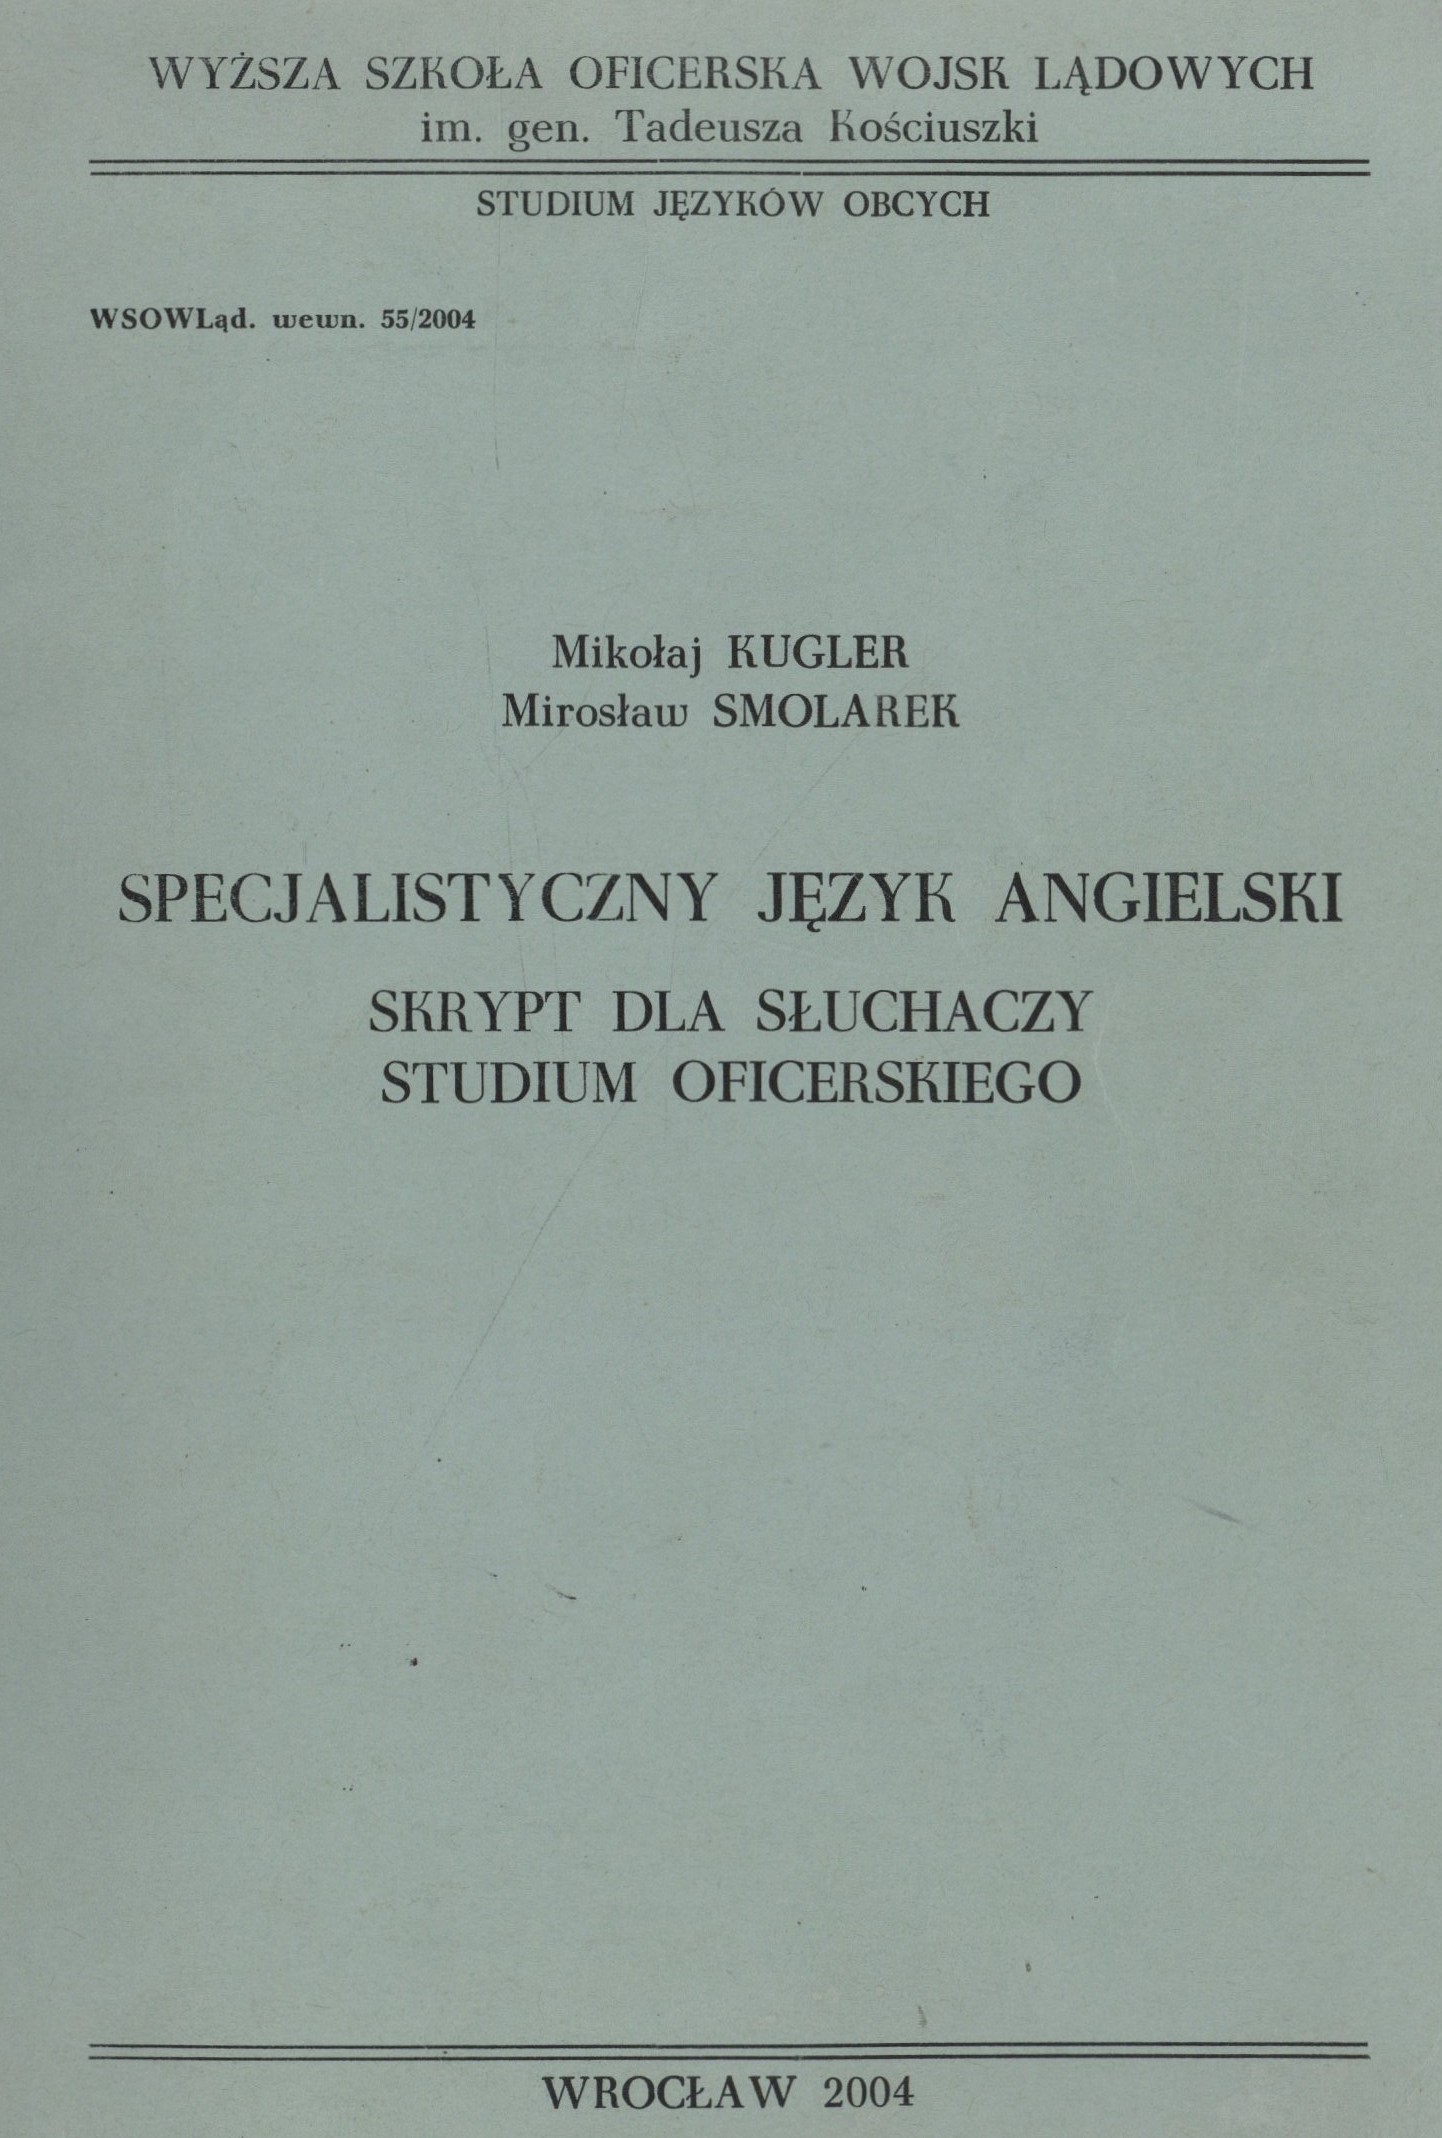 WYŻSZA SZKOŁA OFICERSKA WOJSK LĄDOWYCH
im. gen. Tadeusza Kościuszki
STUDIUM JĘZYKÓW OBCYCH
WSOWLąd. wewn. 55/2004
Mikołaj KUGLER
Mirosław SMOLAREK
SPECJALISTYCZNY JĘZYK ANGIELSKI
SKRYPT DLA SŁUCHACZY
STUDIUM OFICERSKIEGO
WROCŁAW 2004